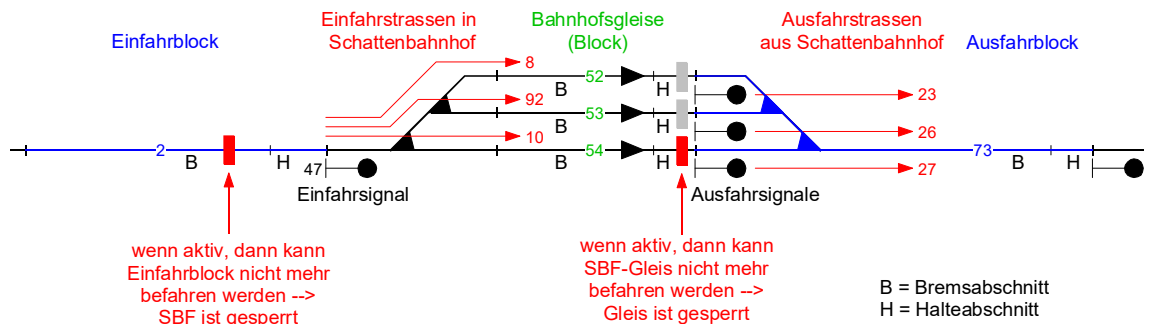 Einfahrblock
Einfahrstrassen in
Schattenbahnhof
Bahnhofsgleise
(Block)
Ausfahrstrassen
aus Schattenbahnhof
Ausfahrblock
8
52
B
H
92
23
53
B
H
10
26
2
B
H
54
B
H
73
B
H
47
27
Einfahrsignal
Ausfahrsignale
wenn aktiv, dann kann
Einfahrblock nicht mehr
befahren werden -->
SBF ist gesperrt
wenn aktiv, dann kann
SBF-Gleis nicht mehr
befahren werden -->
Gleis ist gesperrt
B = Bremsabschnitt
H = Halteabschnitt